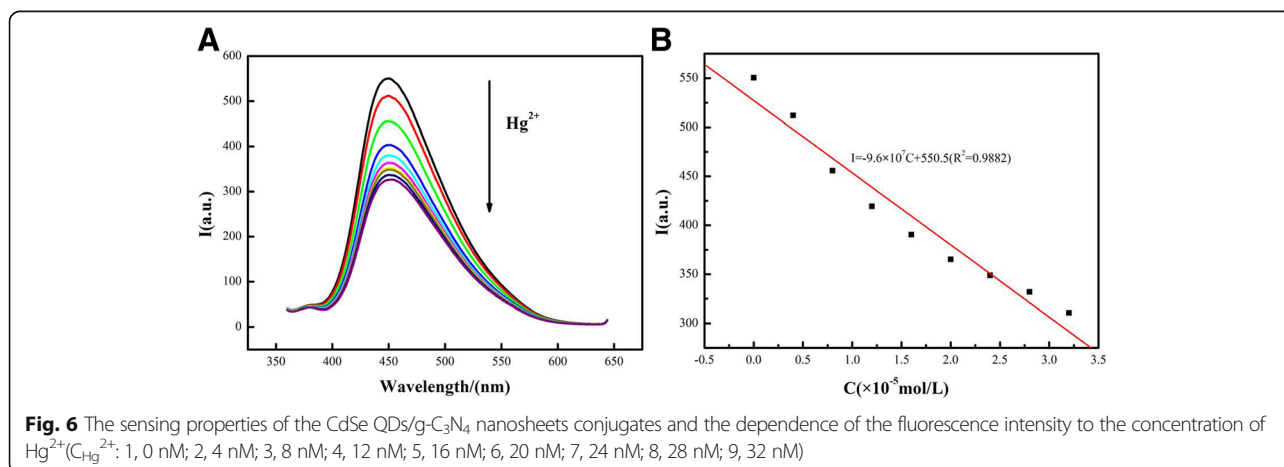 A
600
500
400
300
200
100
0
I(a.u.)
Hg²⁺
350 400 450 500 550 600 650
Wavelength/(nm)
B
550
500
450
400
350
300
I(a.u.)
I=-9.6×10⁷C+550.5(R²=0.9882)
-0.5 0.0 0.5 1.0 1.5 2.0 2.5 3.0 3.5
C(×10⁻⁵mol/L)
Fig. 6 The sensing properties of the CdSe QDs/g-C₃N₄ nanosheets conjugates and the dependence of the fluorescence intensity to the concentration of
Hg²⁺(C_Hg²⁺: 1, 0 nM; 2, 4 nM; 3, 8 nM; 4, 12 nM; 5, 16 nM; 6, 20 nM; 7, 24 nM; 8, 28 nM; 9, 32 nM)